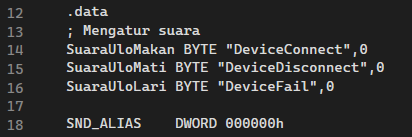 12 .data
13 ; Mengatur suara
14 SuaraUloMakan BYTE "DeviceConnect",0
15 SuaraUloMati BYTE "DeviceDisconnect",0
16 SuaraUloLari BYTE "DeviceFail",0
17
18 SND_ALIAS    DWORD 000000h